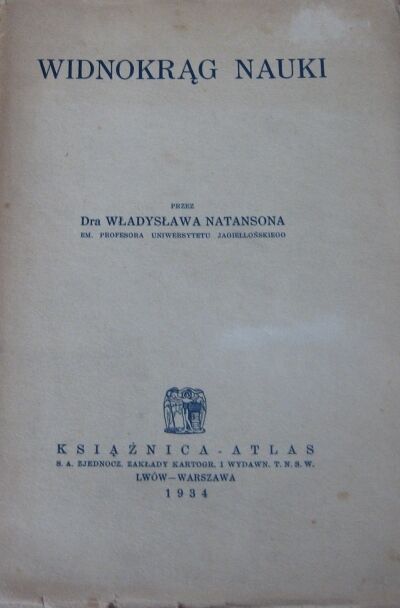 WIDNOKRĄG NAUKI
PRZEZ
Dra WŁADYSŁAWA NATANSONA
EM. PROFESORA UNIWERSYTETU JAGIELLOŃSKIEGO
KSIĄŻNICA - ATLAS
S. A. ZJEDNOCZ. ZAKŁADY KARTOGR. I WYDAWN. T. N. S. W.
LWÓW — WARSZAWA
1934